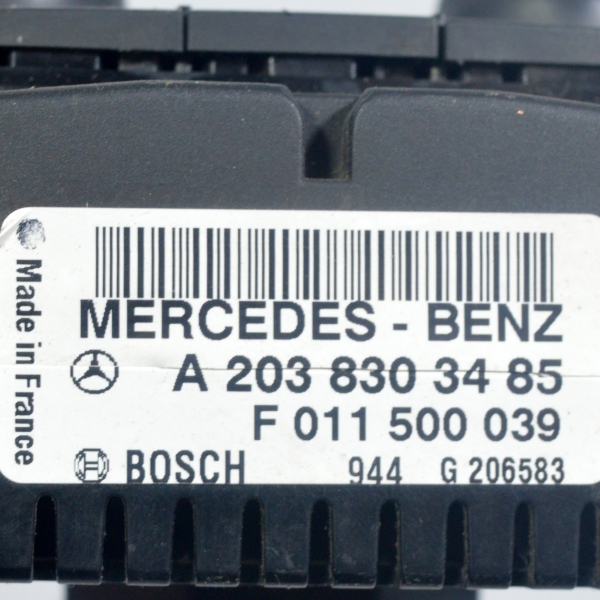 MERCEDES - BENZ
A 203 830 34 85
F 011 500 039
BOSCH 944 G 206583
Made in France